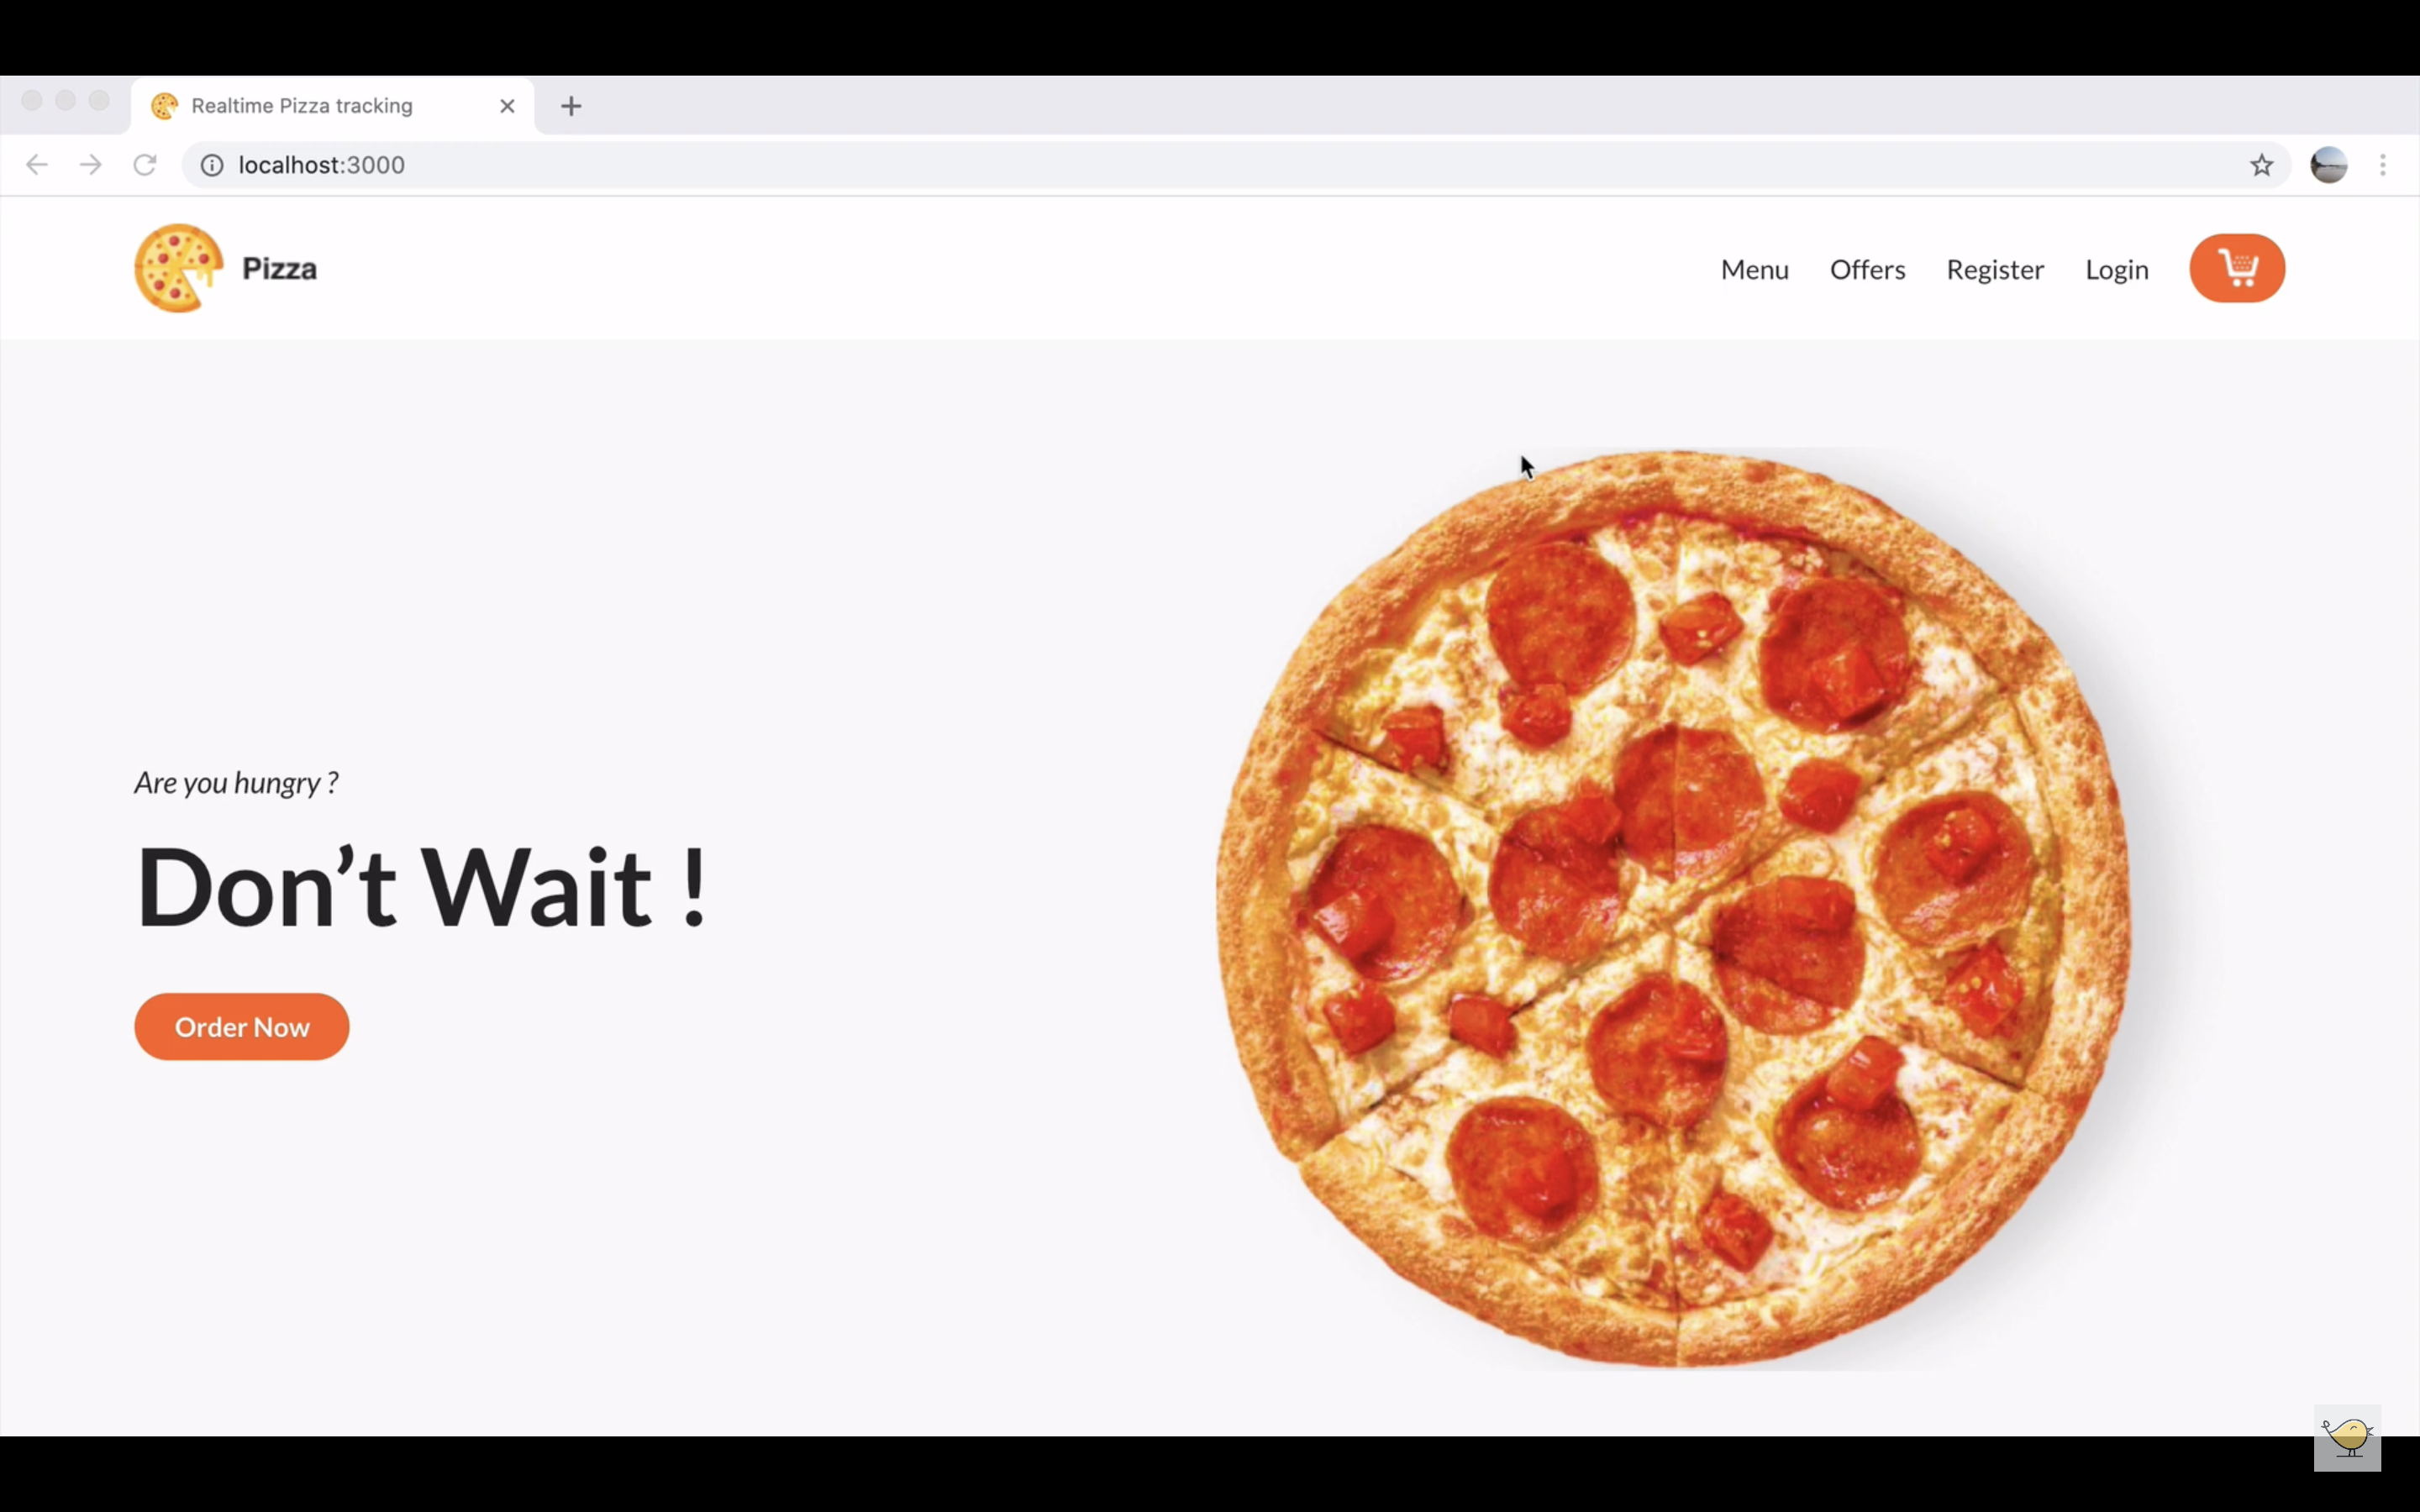 Realtime Pizza tracking
localhost:3000
Pizza
Menu Offers Register Login
Are you hungry ?
Don’t Wait !
Order Now